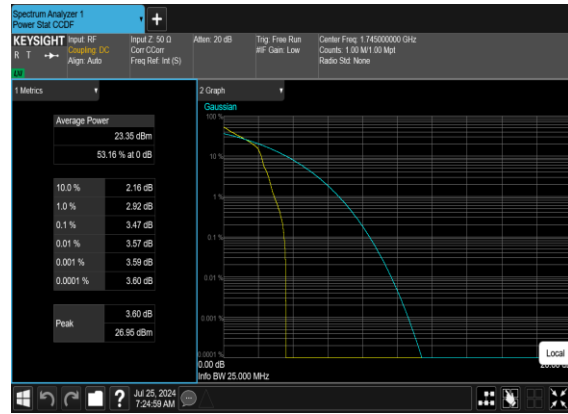 Spectrum Analyzer 1
Power Stat CCDF
KEYSIGHT
R T
LW
Input: RF
Coupling: DC
Align: Auto
Input Z: 50 Ω
Corr CCorr
Freq Ref: Int (S)
Atten: 20 dB
Trig: Free Run
#IF Gain: Low
Center Freq: 1.745000000 GHz
Counts: 1.00 M/1.00 Mpt
Radio Std: None
1 Metrics
Average Power
23.35 dBm
53.16 % at 0 dB
10.0 % 2.16 dB
1.0 % 2.92 dB
0.1 % 3.47 dB
0.01 % 3.57 dB
0.001 % 3.59 dB
0.0001 % 3.60 dB
Peak
3.60 dB
26.95 dBm
2 Graph
Gaussian
100 %
10 %
1 %
0.1 %
0.01 %
0.001 %
0.0001 %
0.00 dB
Info BW 25.000 MHz
Local
?
Jul 25, 2024
7:24:59 AM